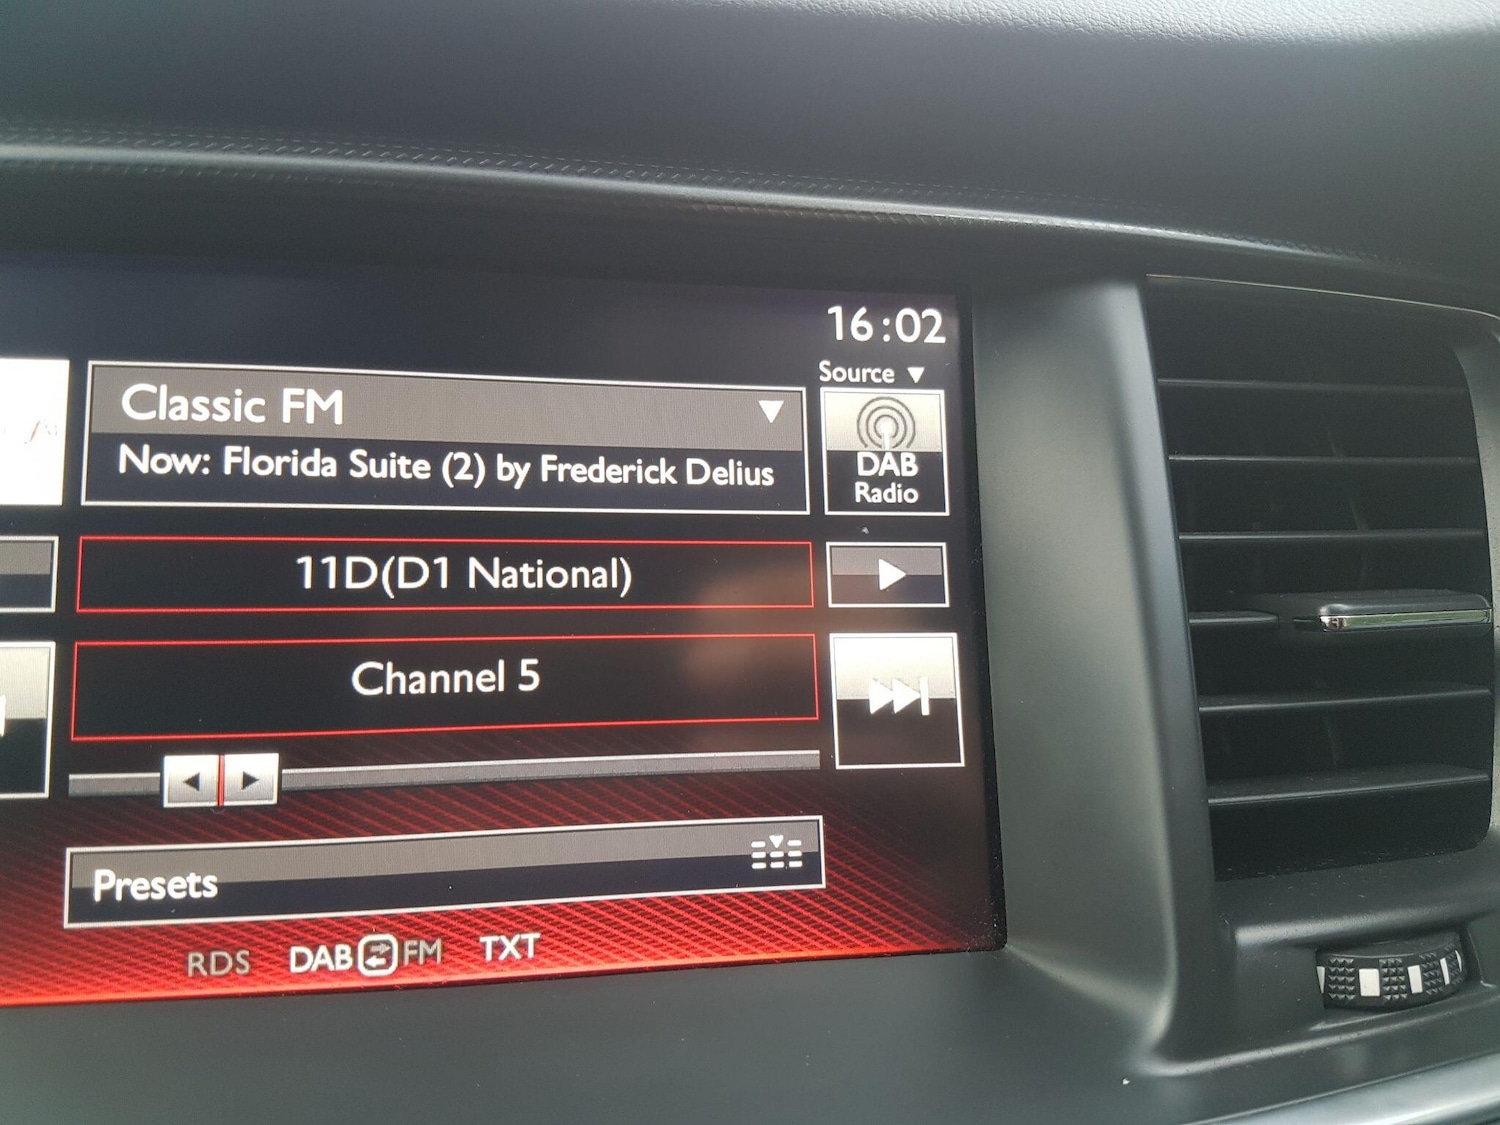 16:02
Source
Classic FM
Now: Florida Suite (2) by Frederick Delius
DAB
Radio
11D(D1 National)
Channel 5
Presets
RDS DAB FM TXT